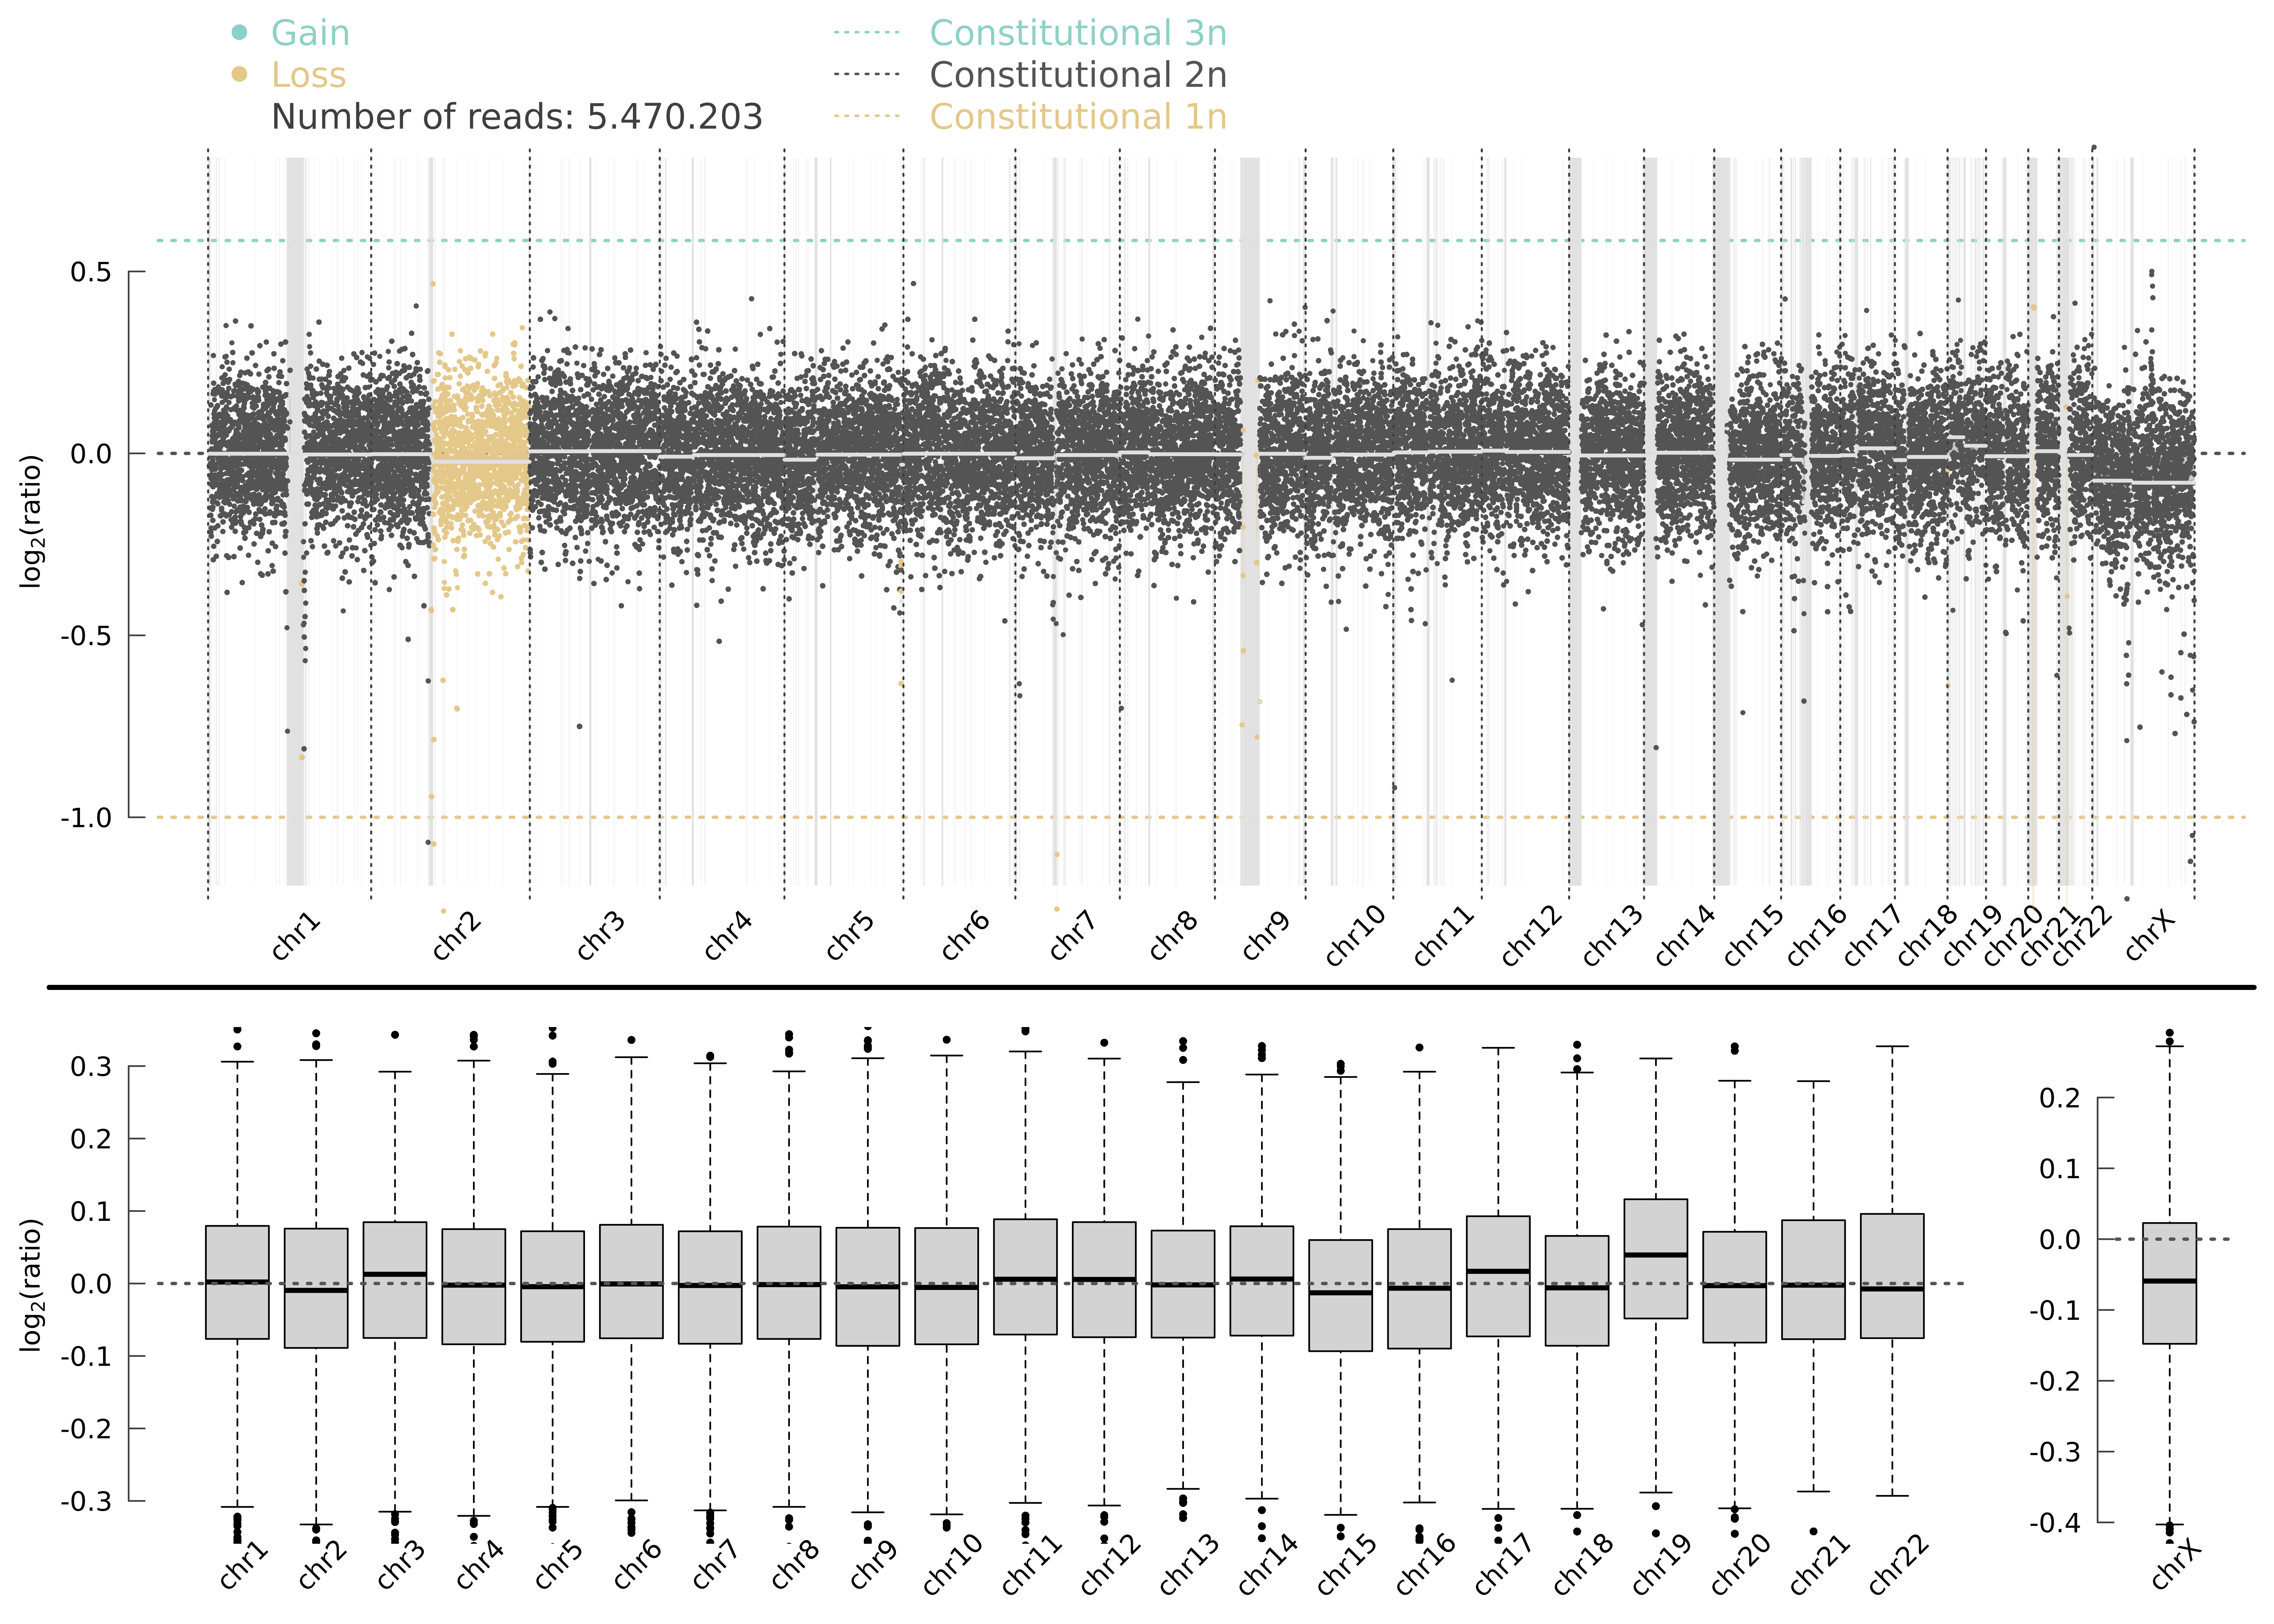 Gain
Loss
Number of reads: 5.470.203
Constitutional 3n
Constitutional 2n
Constitutional 1n
log2(ratio)
0.5
0.0
-0.5
-1.0
chr1 chr2 chr3 chr4 chr5 chr6 chr7 chr8 chr9 chr10 chr11 chr12 chr13 chr14 chr15 chr16 chr17 chr18 chr19 chr20 chr21 chr22 chrX
log2(ratio)
0.3
0.2
0.1
0.0
-0.1
-0.2
-0.3
chr1 chr2 chr3 chr4 chr5 chr6 chr7 chr8 chr9 chr10 chr11 chr12 chr13 chr14 chr15 chr16 chr17 chr18 chr19 chr20 chr21 chr22
0.2
0.1
0.0
-0.1
-0.2
-0.3
-0.4
chrX